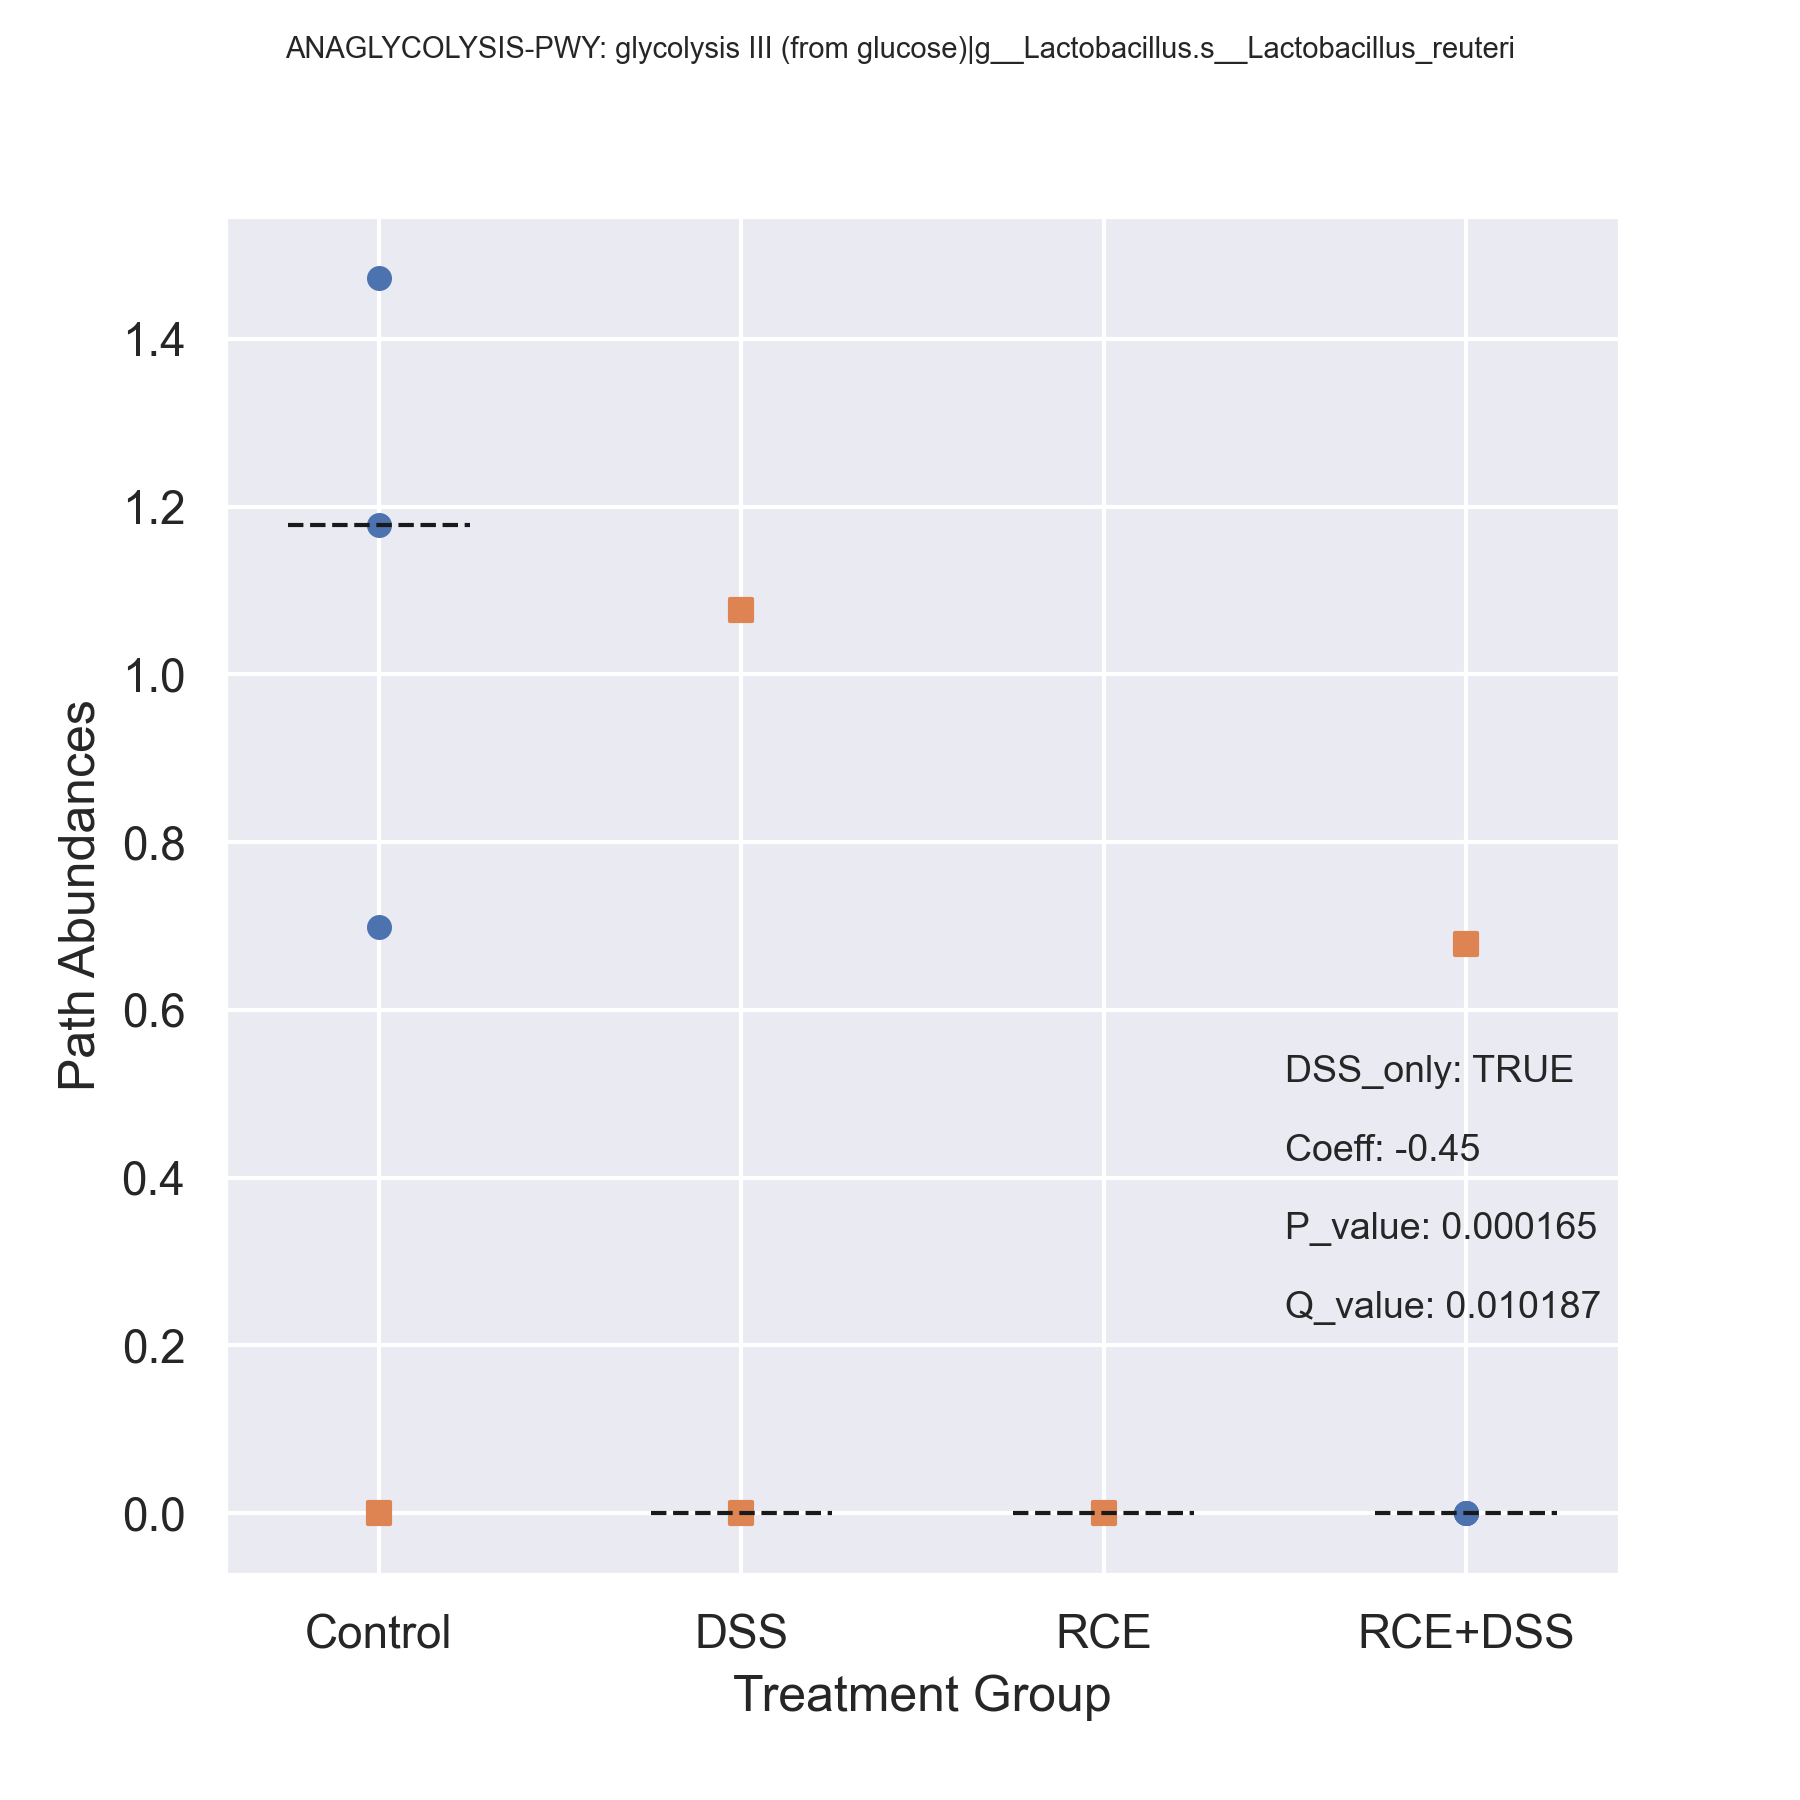 ANAGLYCOLYSIS-PWY: glycolysis III (from glucose)|g__Lactobacillus.s__Lactobacillus_reuteri
Path Abundances
1.4
1.2
1.0
0.8
0.6
0.4
0.2
0.0
DSS_only: TRUE
Coeff: -0.45
P_value: 0.000165
Q_value: 0.010187
Control DSS RCE RCE+DSS
Treatment Group